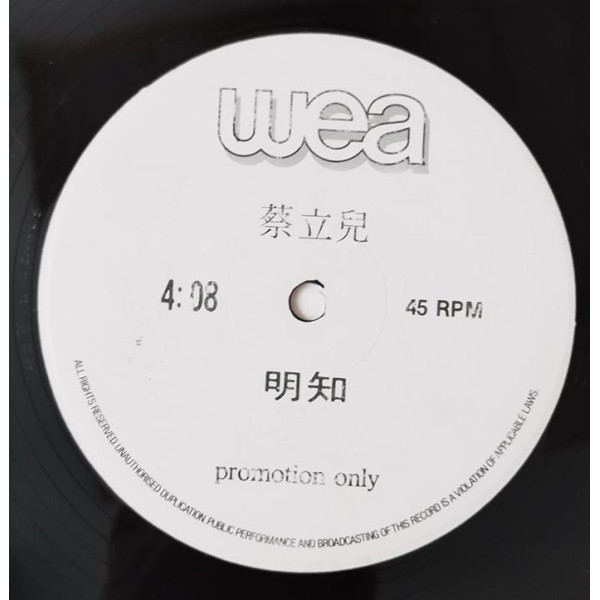 wea
蔡立兒
4:08
45 RPM
明知
promotion only
ALL RIGHTS RESERVED UNAUTHORISED DUPLICATION PUBLIC PERFORMANCE AND BROADCASTING OF THIS RECORD IS A VIOLATION OF APPLICABLE LAWS